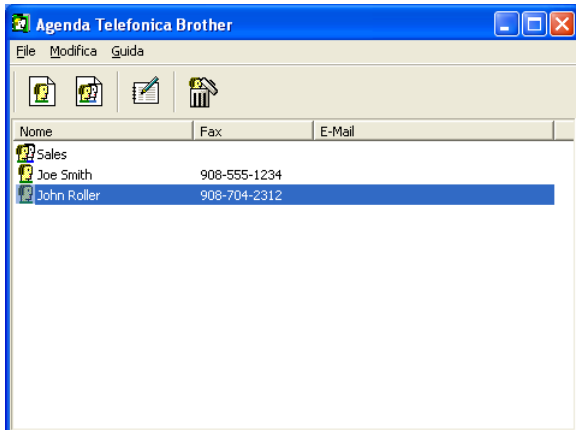 Agenda Telefonica Brother
File Modifica Guida
Nome Fax E-Mail
Sales
Joe Smith 908-555-1234
John Roller 908-704-2312